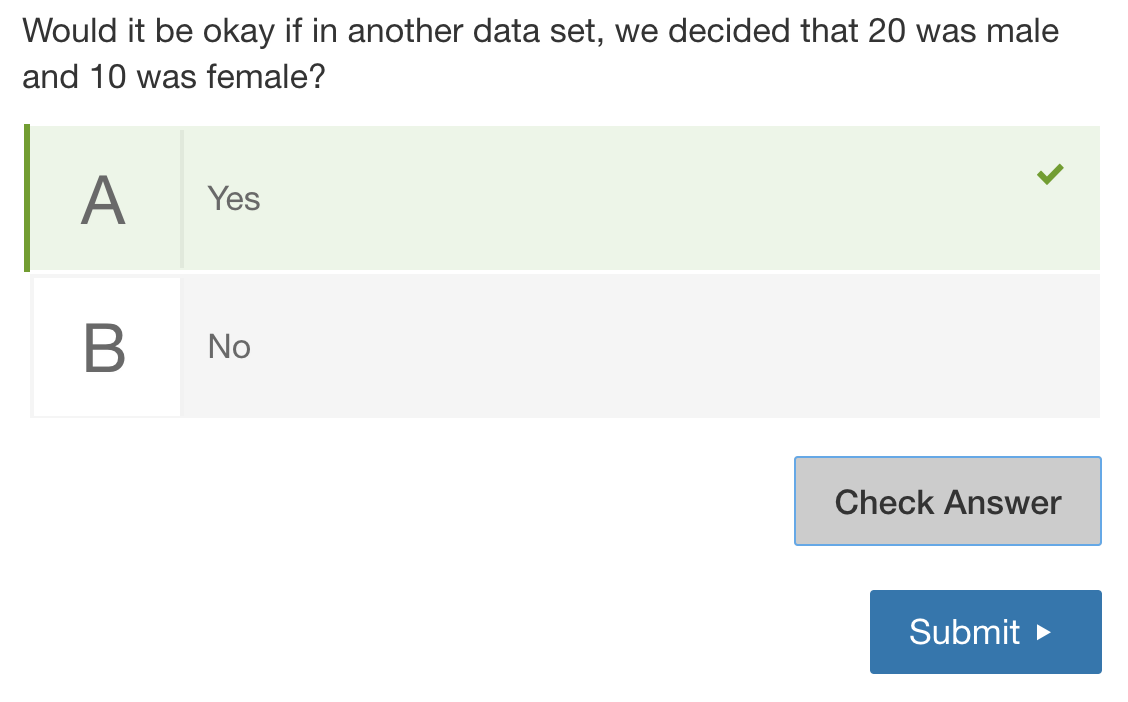 Would it be okay if in another data set, we decided that 20 was male
and 10 was female?
A
Yes
B
No
Check Answer
Submit